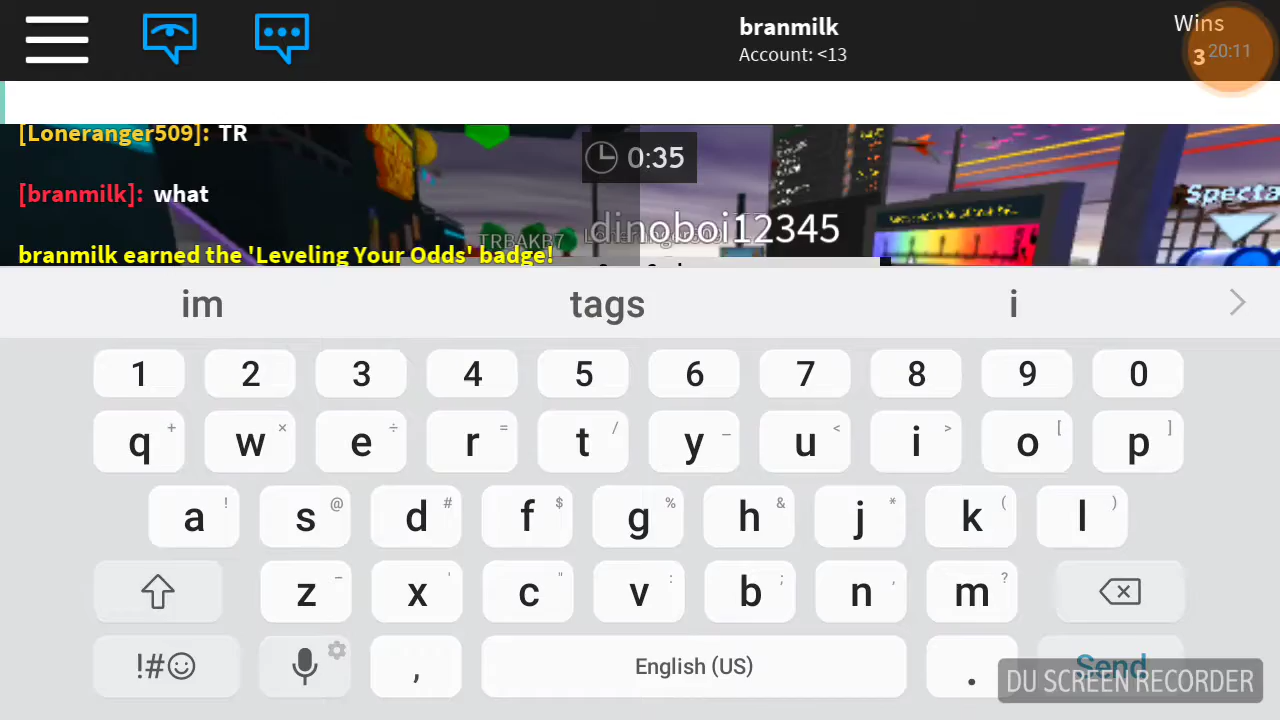 branmilk
Account: <13
Wins
3
20:11
[Loneranger509]: TR
0:35
[branmilk]: what
Specta
dinoboi12345
TRBAKR7
branmilk earned the 'Leveling Your Odds' badge!
im tags i
1 2 3 4 5 6 7 8 9 0
q + w × e ÷ r = t / y _ u < i > o [ p ]
a ! s @ d # f $ g % h & j * k ( l )
z - x ' c " v : b ; n , m ?
!#☺ , English (US) . Send
DU SCREEN RECORDER